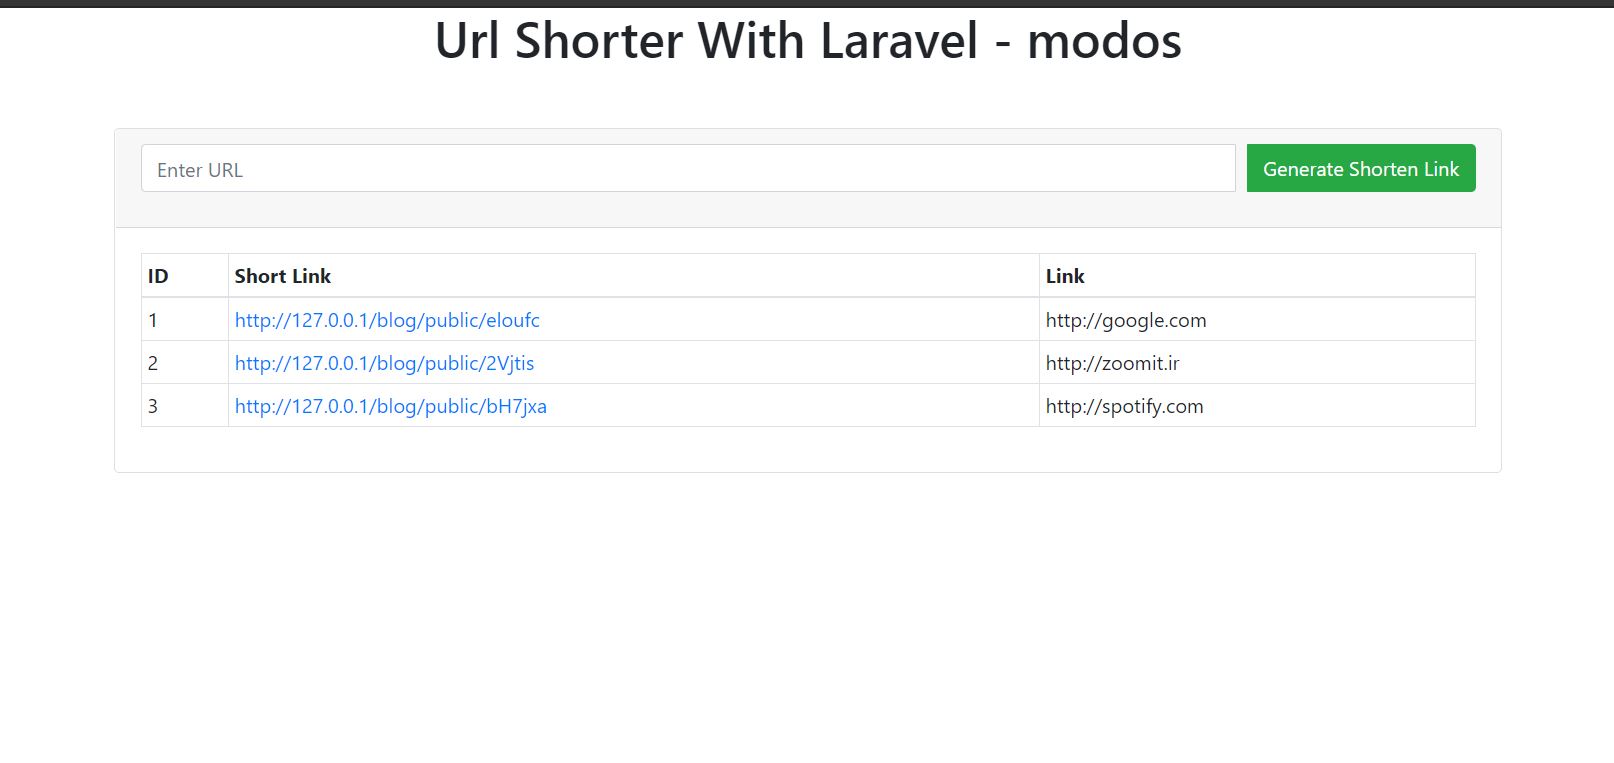 Url Shorter With Laravel - modos
Enter URL Generate Shorten Link
ID Short Link Link
1 http://127.0.0.1/blog/public/eloufc http://google.com
2 http://127.0.0.1/blog/public/2Vjtis http://zoomit.ir
3 http://127.0.0.1/blog/public/bH7jxa http://spotify.com